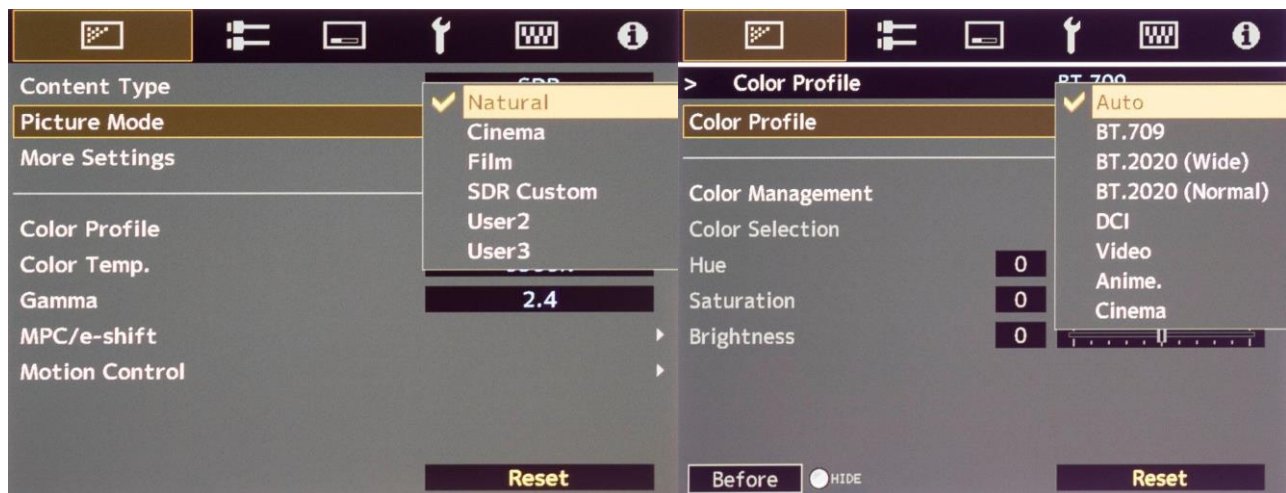 Content Type
Picture Mode
More Settings
Color Profile
Color Temp.
Gamma 2.4
MPC/e-shift
Motion Control
Natural
Cinema
Film
SDR Custom
User2
User3
Reset
> Color Profile BT.709
Color Profile
Color Management
Color Selection
Hue 0
Saturation 0
Brightness 0
Auto
BT.709
BT.2020 (Wide)
BT.2020 (Normal)
DCI
Video
Anime.
Cinema
Before HIDE
Reset